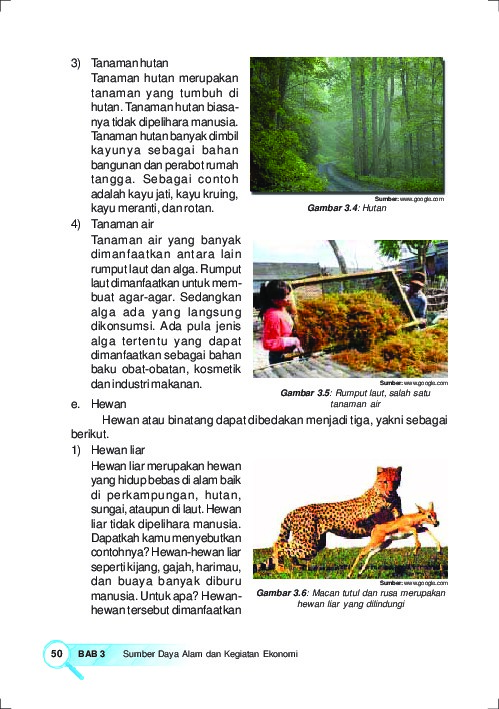 3) Tanaman hutan
Tanaman hutan merupakan
tanaman yang tumbuh di
hutan. Tanaman hutan biasa-
nya tidak dipelihara manusia.
Tanaman hutan banyak dimbil
kayunya sebagai bahan
bangunan dan perabot rumah
tangga. Sebagai contoh
adalah kayu jati, kayu kruing,
kayu meranti, dan rotan.
Sumber: www.google.com
Gambar 3.4: Hutan
4) Tanaman air
Tanaman air yang banyak
dimanfaatkan antara lain
rumput laut dan alga. Rumput
laut dimanfaatkan untuk mem-
buat agar-agar. Sedangkan
alga ada yang langsung
dikonsumsi. Ada pula jenis
alga tertentu yang dapat
dimanfaatkan sebagai bahan
baku obat-obatan, kosmetik
dan industri makanan.
Sumber: www.google.com
Gambar 3.5: Rumput laut, salah satu
tanaman air
e. Hewan
Hewan atau binatang dapat dibedakan menjadi tiga, yakni sebagai
berikut.
1) Hewan liar
Hewan liar merupakan hewan
yang hidup bebas di alam baik
di perkampungan, hutan,
sungai, ataupun di laut. Hewan
liar tidak dipelihara manusia.
Dapatkah kamu menyebutkan
contohnya? Hewan-hewan liar
seperti kijang, gajah, harimau,
dan buaya banyak diburu
manusia. Untuk apa? Hewan-
hewan tersebut dimanfaatkan
Sumber: www.google.com
Gambar 3.6: Macan tutul dan rusa merupakan
hewan liar yang dilindungi
50 BAB 3 Sumber Daya Alam dan Kegiatan Ekonomi